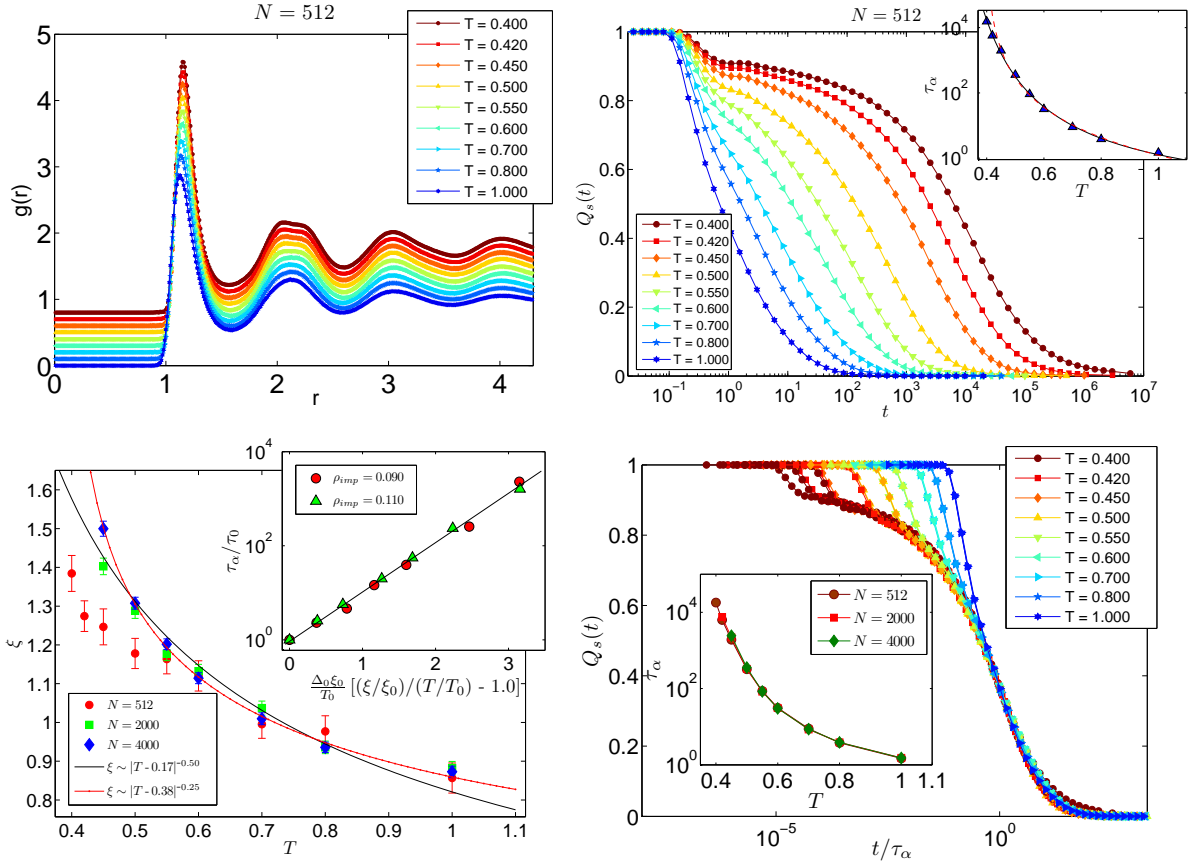 N = 512
g(r)
5
4
3
2
1
0
0 1 2 3 4
r
T = 0.400
T = 0.420
T = 0.450
T = 0.500
T = 0.550
T = 0.600
T = 0.700
T = 0.800
T = 1.000
N = 512
Q_s(t)
1
0.8
0.6
0.4
0.2
0
10^-1 10^0 10^1 10^2 10^3 10^4 10^5 10^6 10^7
t
T = 0.400
T = 0.420
T = 0.450
T = 0.500
T = 0.550
T = 0.600
T = 0.700
T = 0.800
T = 1.000
τ_α
10^4
10^2
10^0
0.4 0.6 0.8 1
T
ξ
1.6
1.5
1.4
1.3
1.2
1.1
1
0.9
0.8
0.4 0.5 0.6 0.7 0.8 0.9 1 1.1
T
N = 512
N = 2000
N = 4000
ξ ~ |T - 0.17|^-0.50
ξ ~ |T - 0.38|^-0.25
τ_α/τ_0
10^4
10^2
10^0
0 1 2 3
Δ_0 ξ_0/T_0 [(ξ/ξ_0)/(T/T_0) - 1.0]
ρ_imp = 0.090
ρ_imp = 0.110
Q_s(t)
1
0.8
0.6
0.4
0.2
0
10^-5 10^0
t/τ_α
T = 0.400
T = 0.420
T = 0.450
T = 0.500
T = 0.550
T = 0.600
T = 0.700
T = 0.800
T = 1.000
τ_α
10^4
10^2
10^0
0.4 0.6 0.8 1.1
T
N = 512
N = 2000
N = 4000